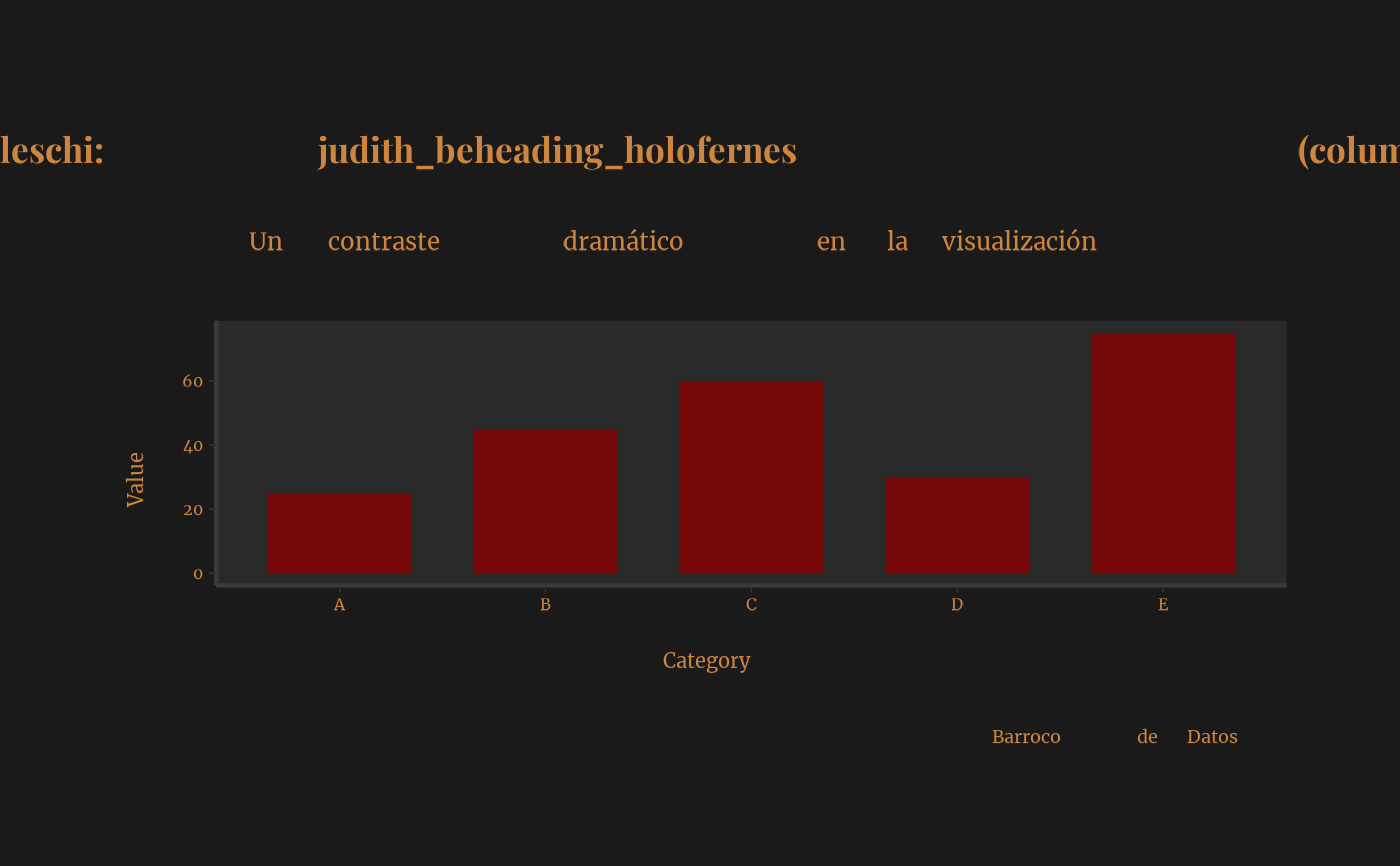 leschi: judith_beheading_holofernes (colum
Un contraste dramático en la visualización
60
40
20
0
Value
A B C D E
Category
Barroco de Datos